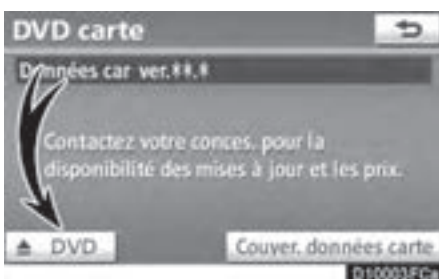 DVD carte
Données car ver.**.*
Contactez votre conces. pour la
disponibilité des mises à jour et les prix.
DVD
Couver. données carte
D10003FCa